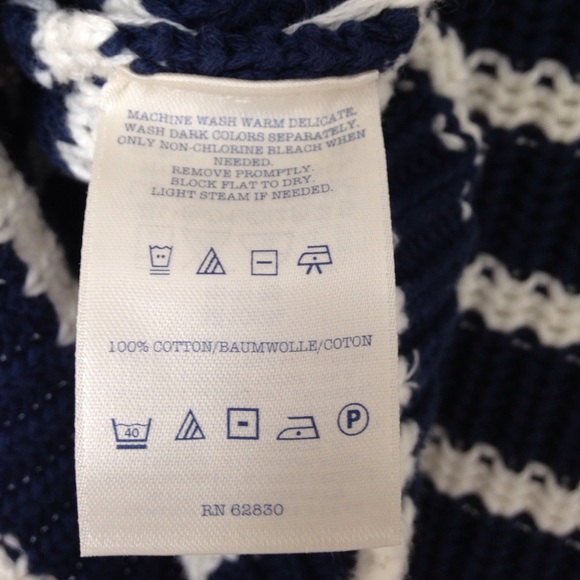 MACHINE WASH WARM DELICATE.
WASH DARK COLORS SEPARATELY.
ONLY NON-CHLORINE BLEACH WHEN
NEEDED.
REMOVE PROMPTLY.
BLOCK FLAT TO DRY.
LIGHT STEAM IF NEEDED.
100% COTTON/BAUMWOLLE/COTON
40 P
RN 62830